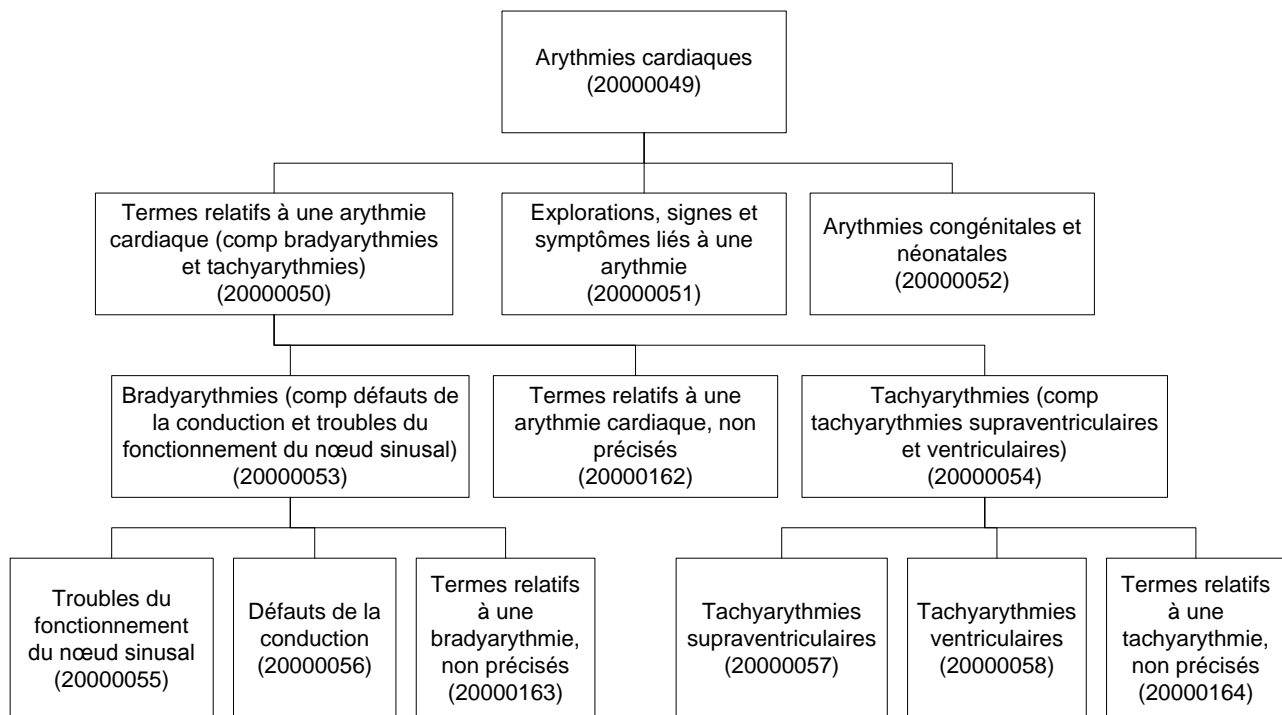 Arythmies cardiaques
(20000049)
Termes relatifs à une arythmie
cardiaque (comp bradyarythmies
et tachyarythmies)
(20000050)
Explorations, signes et
symptômes liés à une
arythmie
(20000051)
Arythmies congénitales et
néonatales
(20000052)
Bradyarythmies (comp défauts de
la conduction et troubles du
fonctionnement du nœud sinusal)
(20000053)
Termes relatifs à une
arythmie cardiaque, non
précisés
(20000162)
Tachyarythmies (comp
tachyarythmies supraventriculaires
et ventriculaires)
(20000054)
Troubles du
fonctionnement
du nœud sinusal
(20000055)
Défauts de la
conduction
(20000056)
Termes relatifs
à une
bradyarythmie,
non précisés
(20000163)
Tachyarythmies
supraventriculaires
(20000057)
Tachyarythmies
ventriculaires
(20000058)
Termes relatifs
à une
tachyarythmie,
non précisés
(20000164)